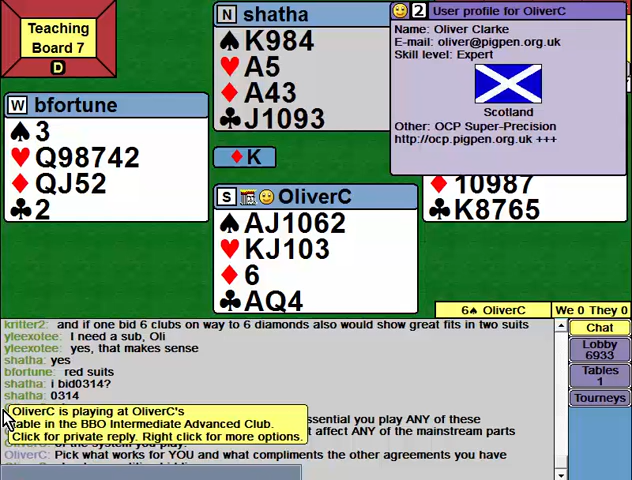 Teaching
Board 7
D
N shatha
♠K984
♥A5
♦A43
♣J1093
2 User profile for OliverC
Name: Oliver Clarke
E-mail: oliver@pigpen.org.uk
Skill level: Expert
Scotland
Other: OCP Super-Precision
http://ocp.pigpen.org.uk +++
W bfortune
♠3
♥Q98742
♦QJ52
♣2
♦K
♦10987
♣K8765
S OliverC
♠AJ1062
♥KJ103
♦6
♣AQ4
6♠ OliverC
We 0 They 0
kritter2: and if one bid 6 clubs on way to 6 diamonds also would show great fits in two suits
yleexotee: I need a sub, Oli
yleexotee: yes, that makes sense
shatha: yes
bfortune: red suits
shatha: i bid0314?
shatha: 0314
OliverC is playing at OliverC's
table in the BBO Intermediate Advanced Club.
Click for private reply. Right click for more options.
essential you play ANY of these
affect ANY of the mainstream parts
of the system you play.
OliverC: Pick what works for YOU and what compliments the other agreements you have
Chat
Lobby
6933
Tables
1
Tourneys